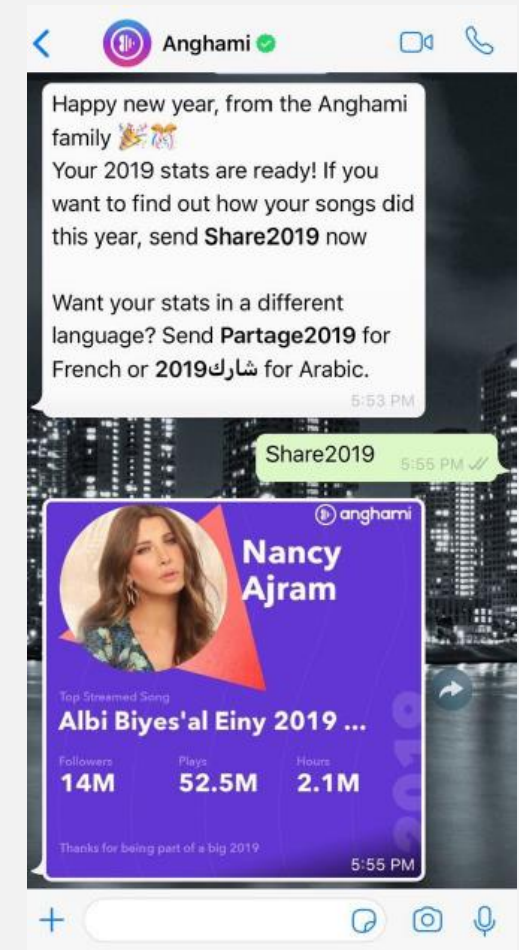 Anghami
Happy new year, from the Anghami
family 🎉🎊
Your 2019 stats are ready! If you
want to find out how your songs did
this year, send Share2019 now
Want your stats in a different
language? Send Partage2019 for
French or شارك2019 for Arabic.
5:53 PM
Share2019
5:55 PM
anghami
Nancy
Ajram
Top Streamed Song
Albi Biyes'al Einy 2019 ...
Followers Plays Hours
14M 52.5M 2.1M
2019
Thanks for being part of a big 2019
5:55 PM